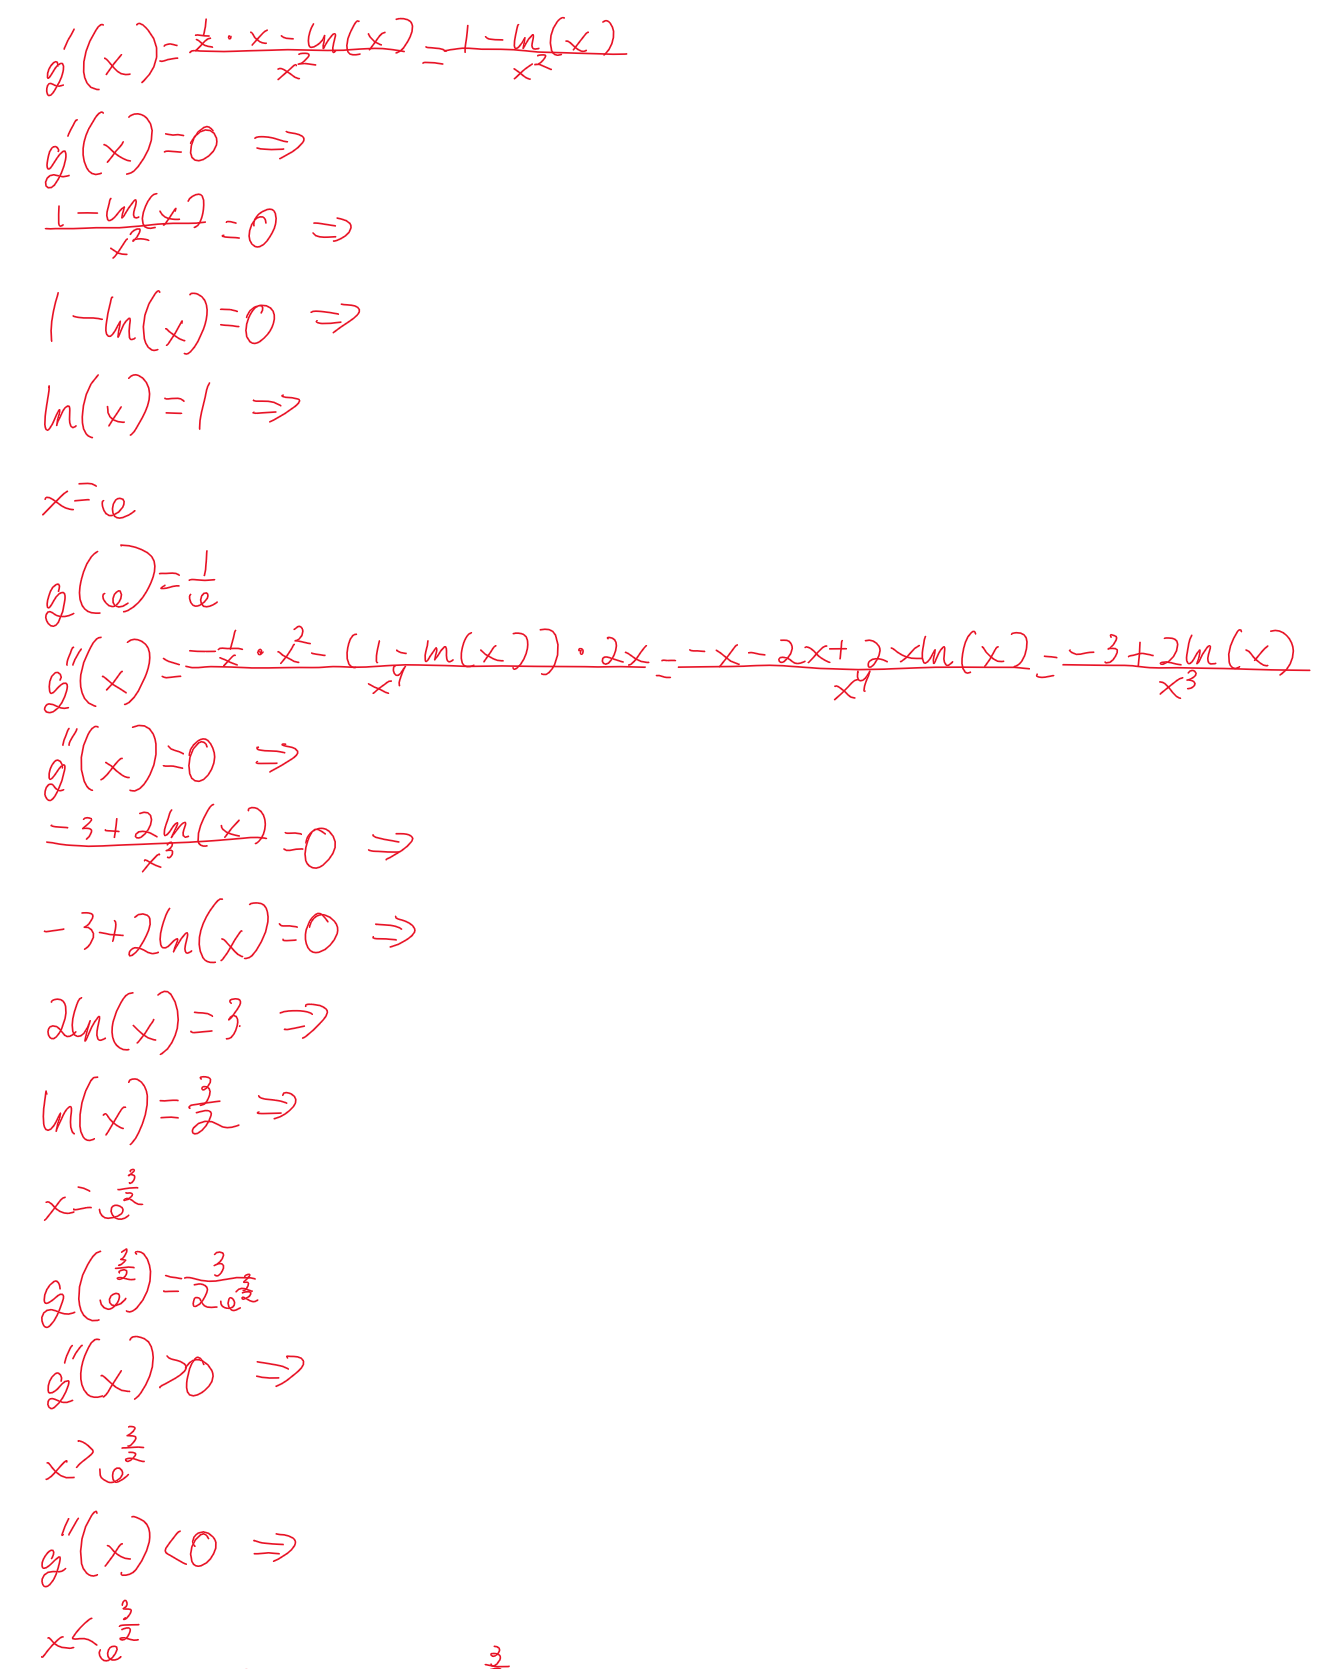 g'(x)=(1/x · x − ln(x))/x² = (1 − ln(x))/x²
g'(x)=0 ⇒
(1 − ln(x))/x² = 0 ⇒
1 − ln(x) = 0 ⇒
ln(x) = 1 ⇒
x = e
g(e) = 1/e
g''(x) = (−1/x · x² − (1 − ln(x)) · 2x)/x⁴ = (−x − 2x + 2xln(x))/x⁴ = (−3 + 2ln(x))/x³
g''(x) = 0 ⇒
(−3 + 2ln(x))/x³ = 0 ⇒
−3 + 2ln(x) = 0 ⇒
2ln(x) = 3 ⇒
ln(x) = 3/2 ⇒
x = e^(3/2)
g(e^(3/2)) = 3/(2e^(3/2))
g''(x) > 0 ⇒
x > e^(3/2)
g''(x) < 0 ⇒
x < e^(3/2)
3